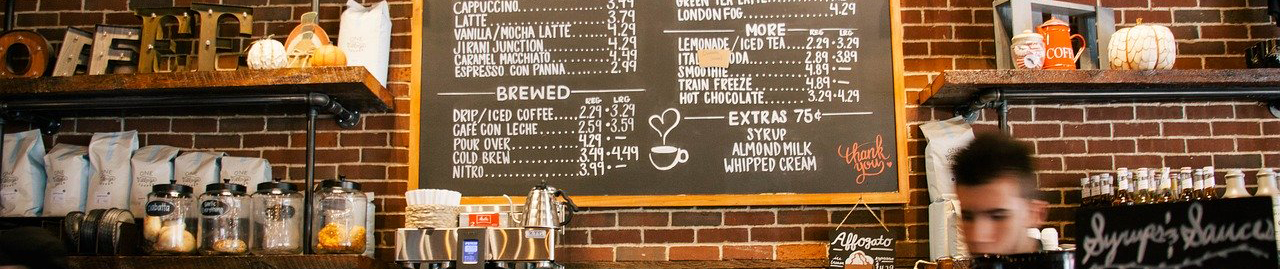 COFFEE
CAPPUCCINO 3.49
LATTE 3.79
VANILLA/MOCHA LATTE 4.29
JIRANI JUNCTION 4.29
CARAMEL MACCHIATO 4.29
ESPRESSO CON PANNA 2.99
BREWED REG LRG
DRIP/ICED COFFEE 2.29 • 3.29
CAFÉ CON LECHE 2.59 • 3.59
POUR OVER 4.29 • —
COLD BREW 3.49 • 4.49
NITRO 3.99 • —
GREEN TEA LATTE
LONDON FOG 4.29
MORE REG LRG
LEMONADE/ICED TEA 2.29 • 3.29
2.89 • 3.89
SMOOTHIE 4.89 • —
TRAIN FREEZE 4.89 •
HOT CHOCOLATE 3.29 • 4.29
EXTRAS 75¢
SYRUP
ALMOND MILK
WHIPPED CREAM
thank
you
COFF
Affogato
Syrups & Sauces